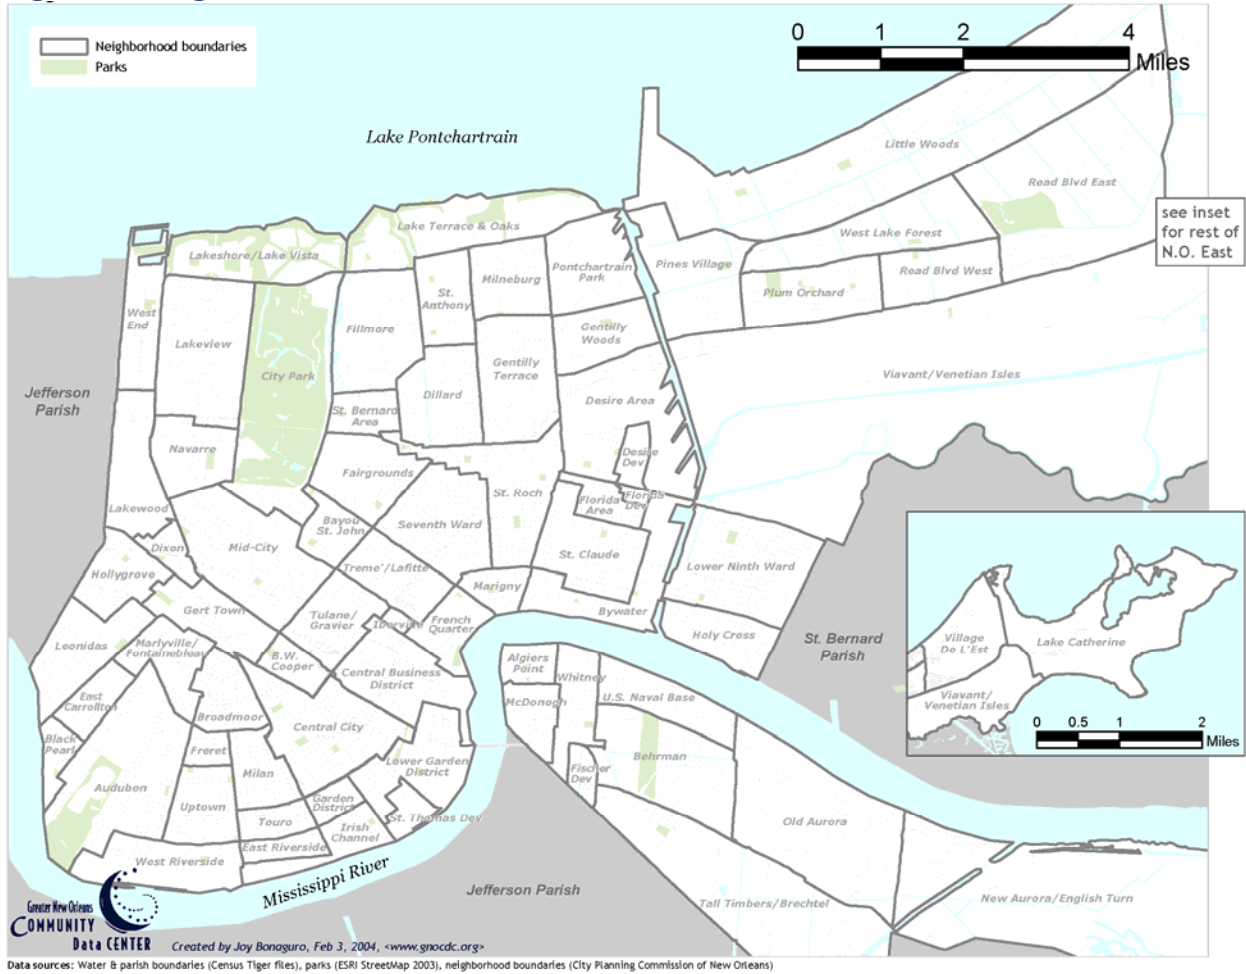 Neighborhood boundaries
Parks
0 1 2 4
Miles
Lake Pontchartrain
Little Woods
Read Blvd East
see inset
for rest of
N.O. East
Lake Terrace & Oaks
Lakeshore/Lake Vista
West Lake Forest
Pines Village
Pontchartrain
Park
Milneburg
St.
Anthony
Read Blvd West
Plum Orchard
West
End
Lakeview
Fillmore
Gentilly
Woods
Gentilly
Terrace
City Park
Viavant/Venetian Isles
Jefferson
Parish
Dillard
Desire Area
St. Bernard
Area
Navarre
Desire
Dev
Fairgrounds
St. Roch
Florida
Area
Florida
Dev
Lakewood
Bayou
St. John
Seventh Ward
Dixon
Mid-City
St. Claude
Lower Ninth Ward
Hollygrove
Treme'/Lafitte
Marigny
Gert Town
Tulane/
Gravier
Iberville
French
Quarter
Bywater
Holy Cross
St. Bernard
Parish
Leonidas
Marlyville/
Fontainebleau
B.W.
Cooper
Central Business
District
Algiers
Point
Whitney
U.S. Naval Base
McDonogh
East
Carrollton
Broadmoor
Central City
Black
Pearl
Freret
Lower Garden
District
Behrman
Fischer
Dev
Milan
Audubon
Uptown
Garden
District
Touro
St. Thomas Dev
Irish
Channel
Old Aurora
East Riverside
West Riverside
Mississippi River
Jefferson Parish
Tall Timbers/Brechtel
New Aurora/English Turn
Village
De L'Est
Lake Catherine
Viavant/
Venetian Isles
0 0.5 1 2
Miles
Greater New Orleans
COMMUNITY
Data CENTER
Created by Joy Bonaguro, Feb 3, 2004, <www.gnocdc.org>
Data sources: Water & parish boundaries (Census Tiger files), parks (ESRI StreetMap 2003), neighborhood boundaries (City Planning Commission of New Orleans)